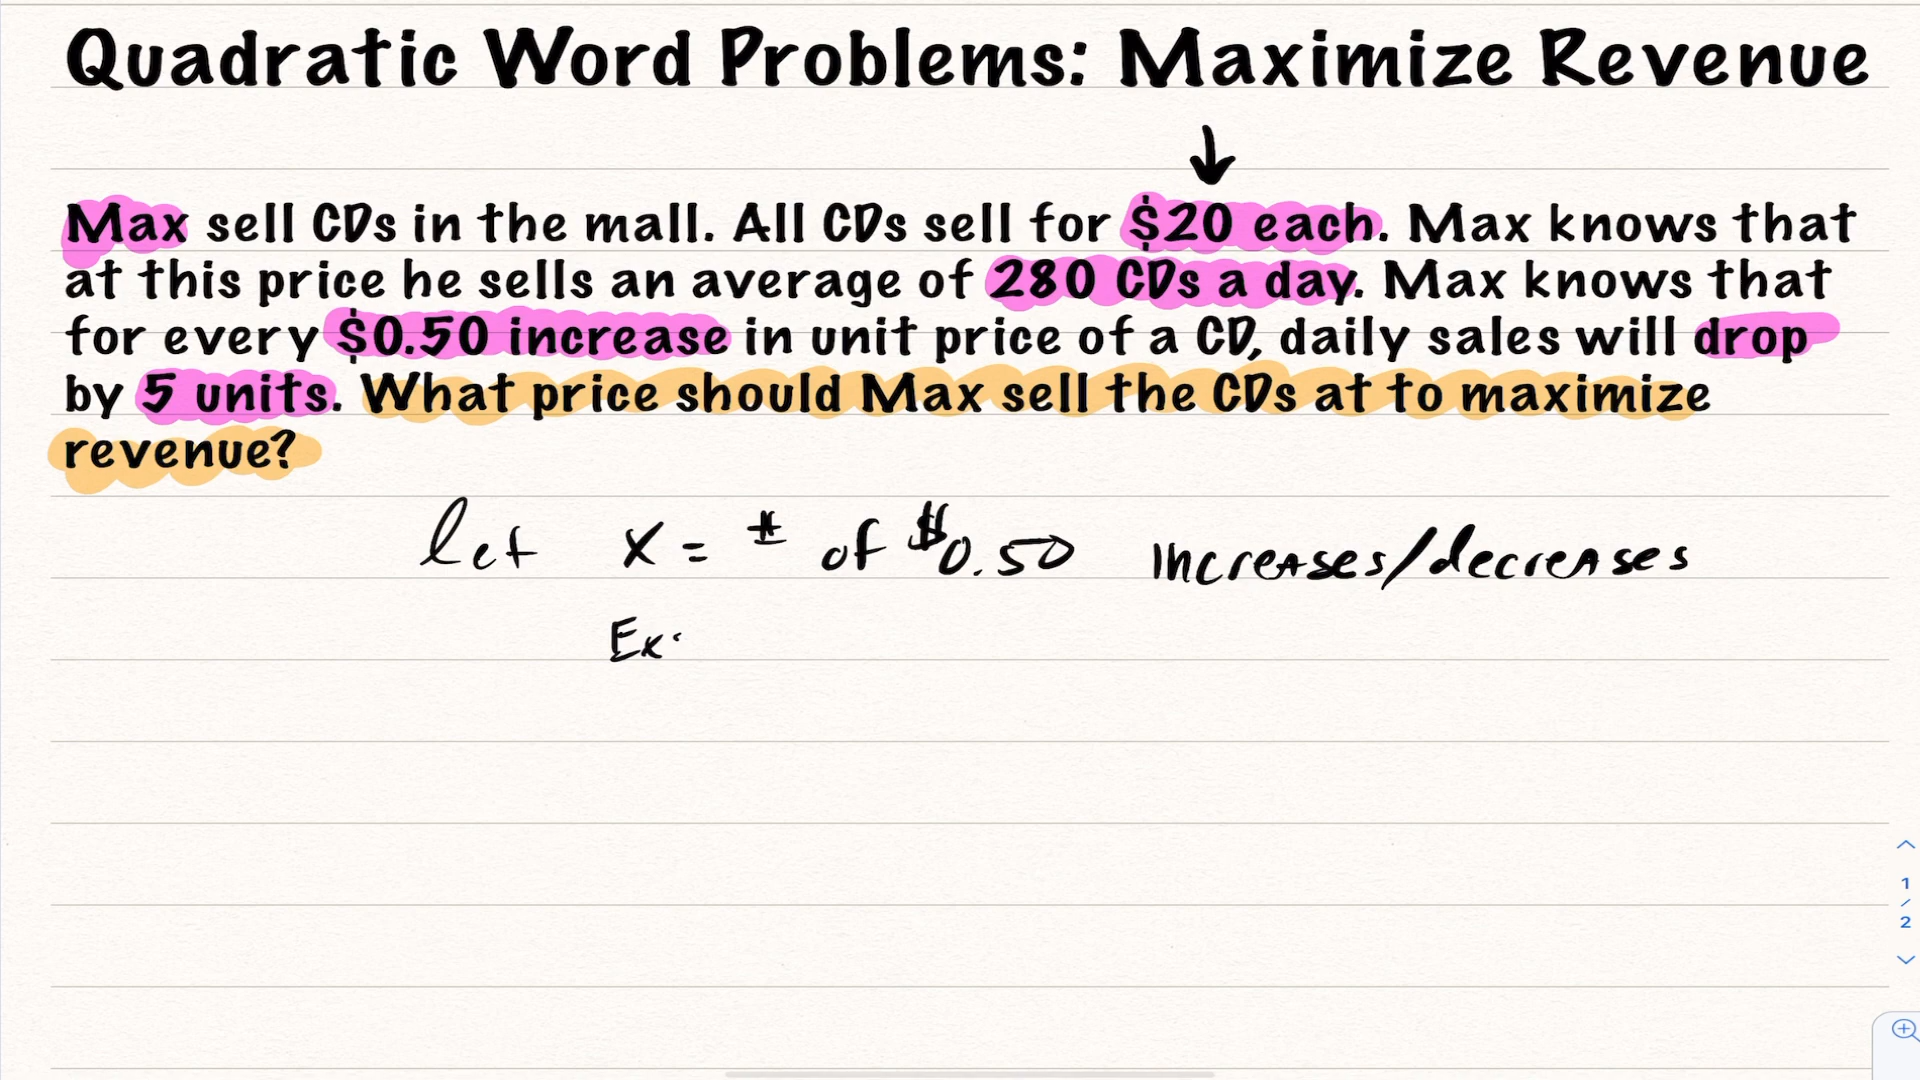 Quadratic Word Problems: Maximize Revenue
Max sell CDs in the mall. All CDs sell for $20 each. Max knows that
at this price he sells an average of 280 CDs a day. Max knows that
for every $0.50 increase in unit price of a CD, daily sales will drop
by 5 units. What price should Max sell the CDs at to maximize
revenue?
let x = # of $0.50 increases/decreases
Ex:
1
/
2